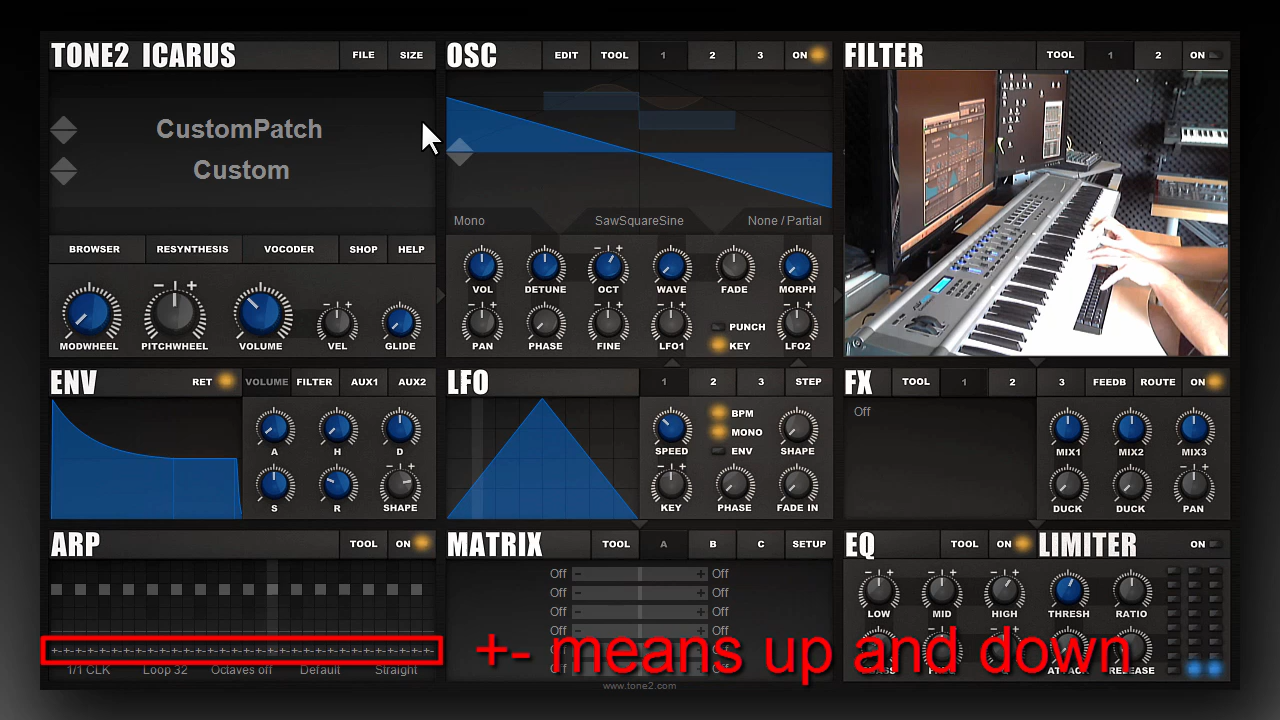 TONE2 ICARUS FILE SIZE
CustomPatch
Custom
BROWSER RESYNTHESIS VOCODER SHOP HELP
MODWHEEL PITCHWHEEL VOLUME VEL GLIDE
OSC EDIT TOOL 1 2 3 ON
Mono SawSquareSine None / Partial
VOL DETUNE OCT WAVE FADE MORPH
PUNCH
KEY
PAN PHASE FINE LFO1 LFO2
FILTER TOOL 1 2 ON
ENV RET VOLUME FILTER AUX1 AUX2
A H D
S R SHAPE
LFO 1 2 3 STEP
BPM
MONO
ENV
SPEED SHAPE
KEY PHASE FADE IN
FX TOOL 1 2 3 FEEDB ROUTE ON
Off
MIX1 MIX2 MIX3
DUCK DUCK PAN
ARP TOOL ON
1/1 CLK Loop 32 Octaves off Default Straight
MATRIX TOOL A B C SETUP
Off - + Off
Off - + Off
Off - + Off
Off Off
EQ TOOL ON LIMITER ON
LOW MID HIGH THRESH RATIO
+- means up and down
RELEASE
www.tone2.com